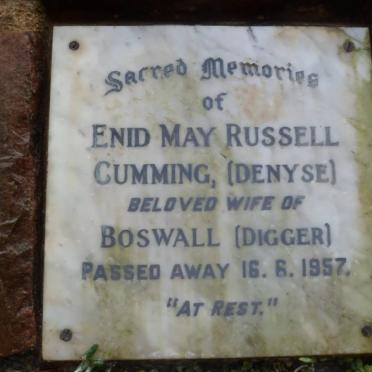 Sacred Memories
of
ENID MAY RUSSELL
CUMMING, (DENYSE)
BELOVED WIFE OF
BOSWALL (DIGGER)
PASSED AWAY 16. 6. 1957.
"AT REST."